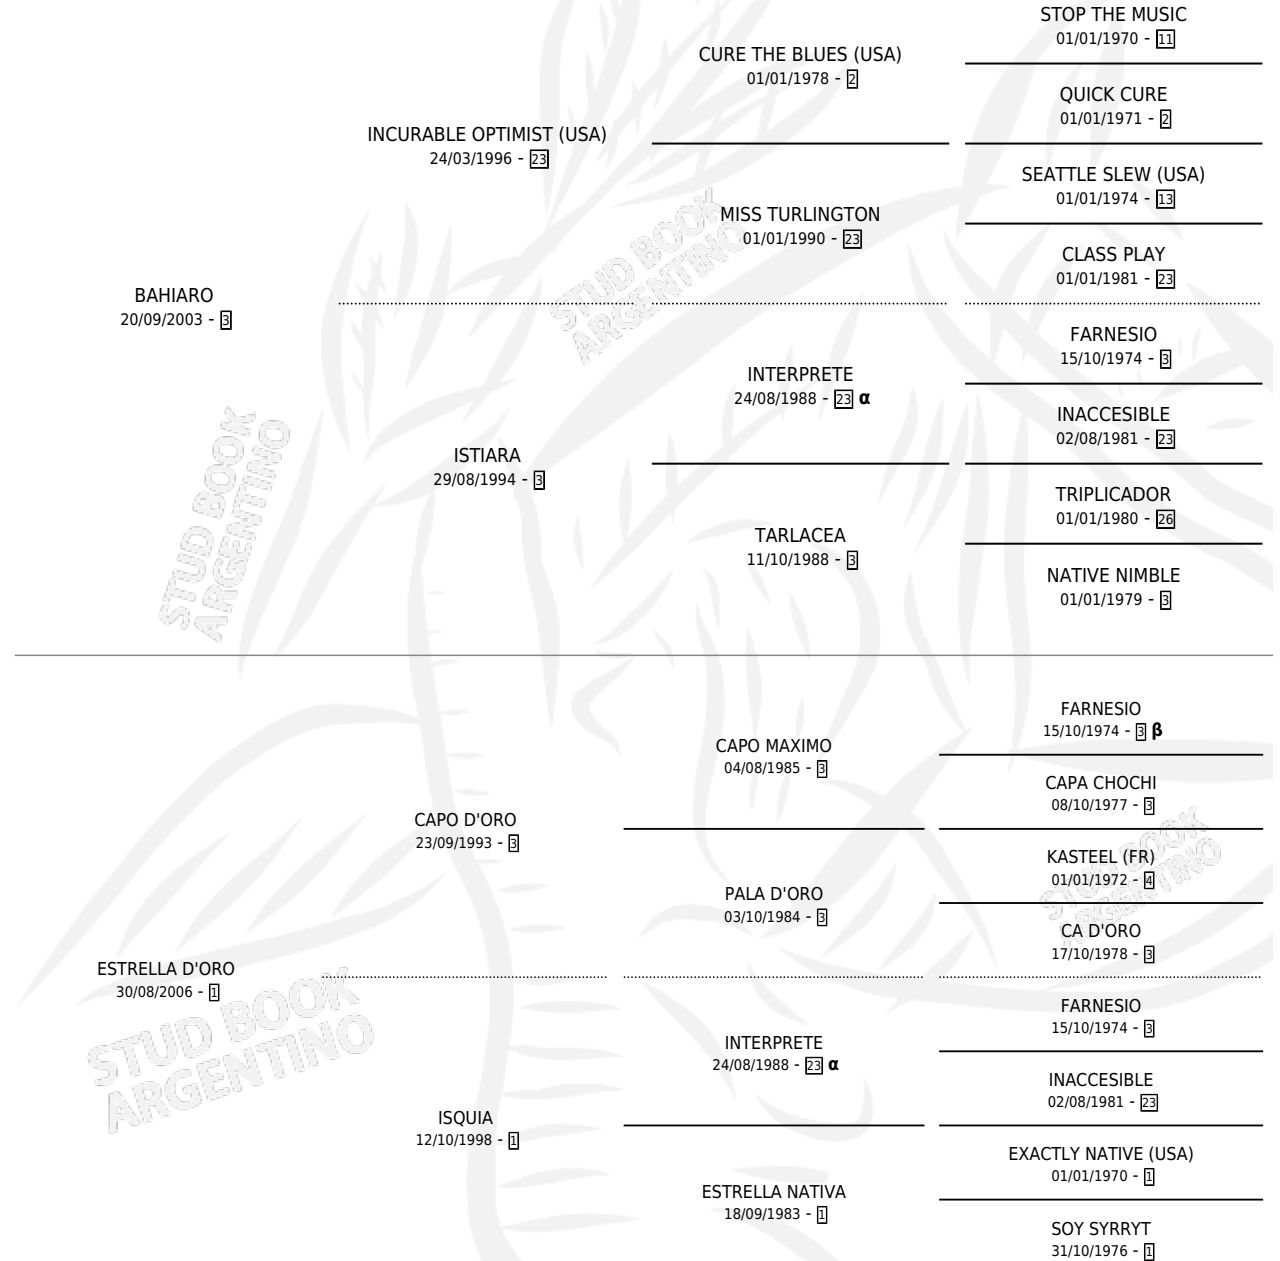 STOP THE MUSIC
01/01/1970 - 11
CURE THE BLUES (USA)
01/01/1978 - 2
QUICK CURE
01/01/1971 - 2
INCURABLE OPTIMIST (USA)
24/03/1996 - 23
SEATTLE SLEW (USA)
01/01/1974 - 13
MISS TURLINGTON
01/01/1990 - 23
CLASS PLAY
01/01/1981 - 23
STUD BOOK
ARGENTINO
BAHIARO
20/09/2003 - 3
FARNESIO
15/10/1974 - 3
INTERPRETE
24/08/1988 - 23 α
INACCESIBLE
02/08/1981 - 23
ISTIARA
29/08/1994 - 3
TRIPLICADOR
01/01/1980 - 26
TARLACEA
11/10/1988 - 3
NATIVE NIMBLE
01/01/1979 - 3
STUD BOOK
ARGENTINO
FARNESIO
15/10/1974 - 3 β
CAPO MAXIMO
04/08/1985 - 3
CAPA CHOCHI
08/10/1977 - 3
CAPO D'ORO
23/09/1993 - 3
KASTEEL (FR)
01/01/1972 - 4
PALA D'ORO
03/10/1984 - 3
CA D'ORO
17/10/1978 - 3
STUD BOOK
ARGENTINO
ESTRELLA D'ORO
30/08/2006 - 1
FARNESIO
15/10/1974 - 3
INTERPRETE
24/08/1988 - 23 α
INACCESIBLE
02/08/1981 - 23
STUD BOOK
ARGENTINO
ISQUIA
12/10/1998 - 1
EXACTLY NATIVE (USA)
01/01/1970 - 1
ESTRELLA NATIVA
18/09/1983 - 1
SOY SYRRYT
31/10/1976 - 1